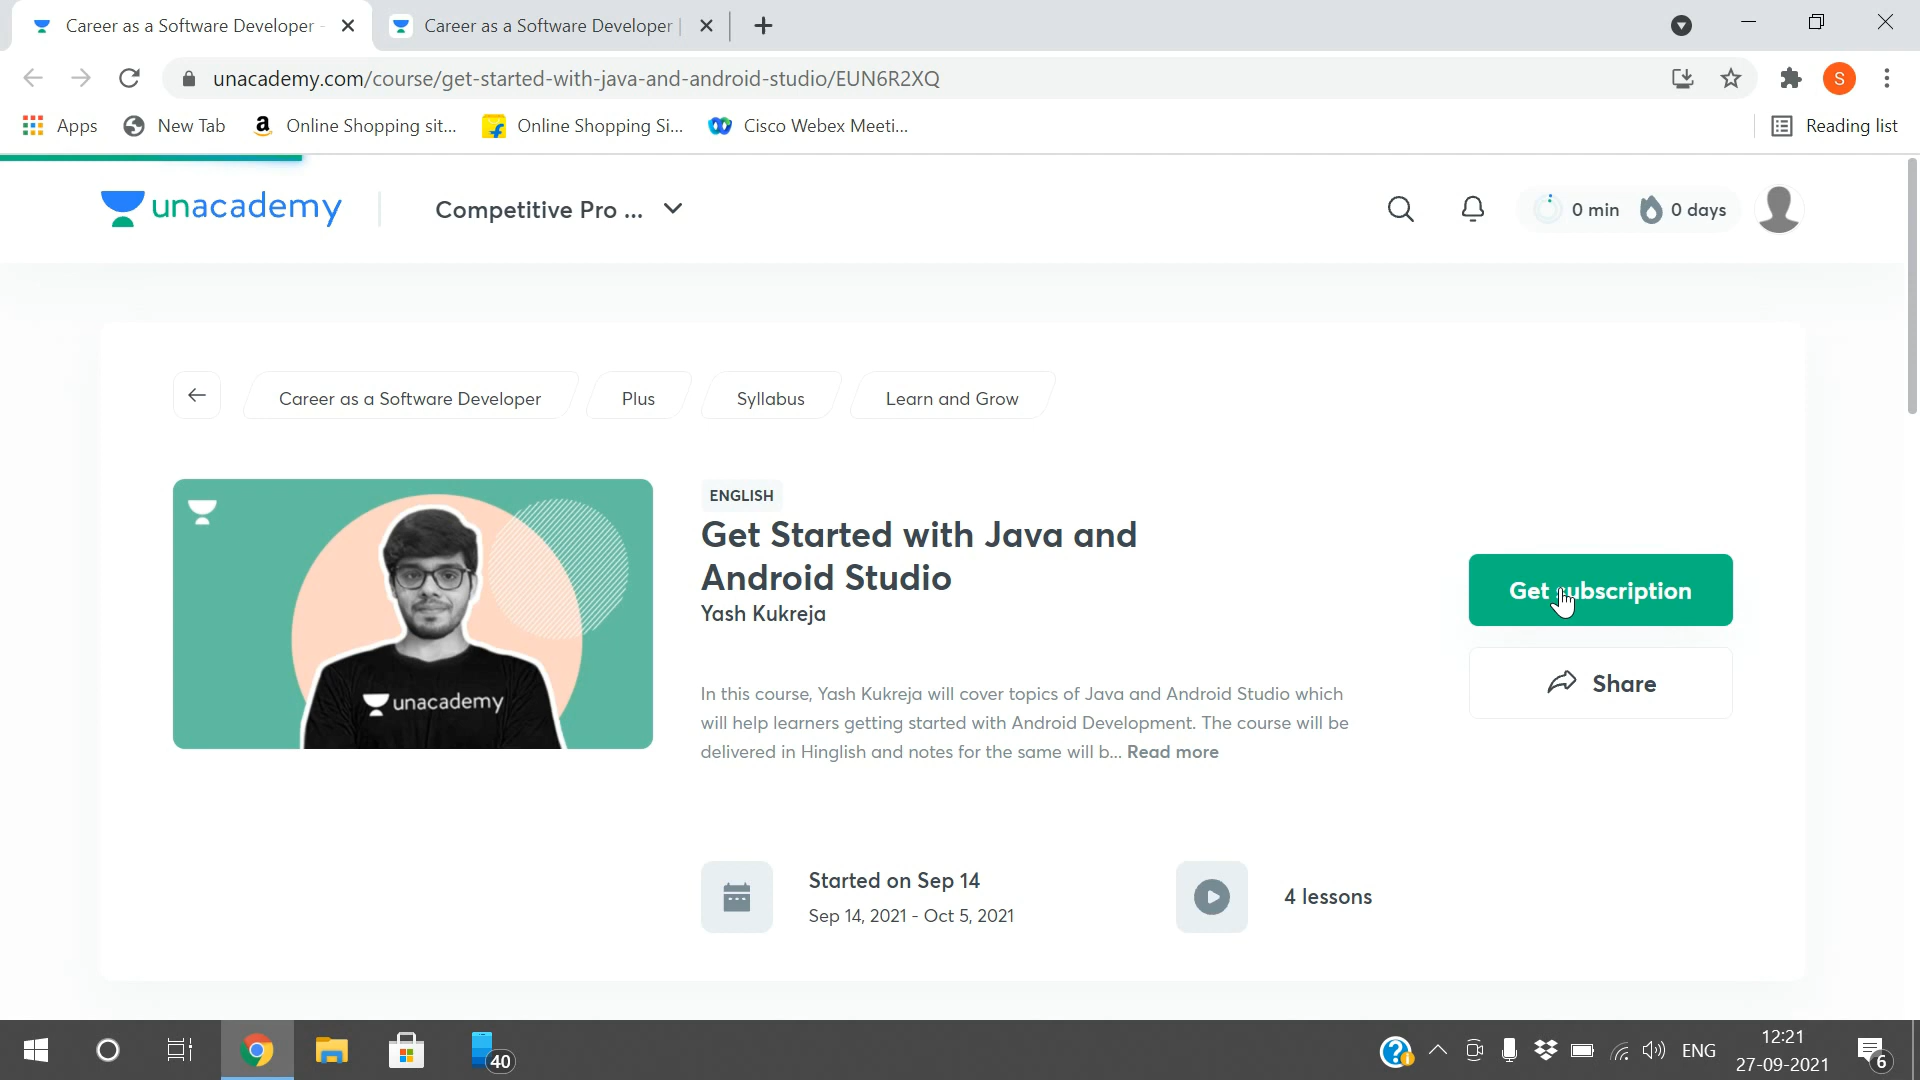 Career as a Software Developer -
Career as a Software Developer |
unacademy.com/course/get-started-with-java-and-android-studio/EUN6R2XQ
S
Apps
New Tab
Online Shopping sit...
Online Shopping Si...
Cisco Webex Meeti...
Reading list
unacademy
Competitive Pro ...
0 min
0 days
Career as a Software Developer
Plus
Syllabus
Learn and Grow
unacademy
ENGLISH
Get Started with Java and
Android Studio
Yash Kukreja
Get subscription
Share
In this course, Yash Kukreja will cover topics of Java and Android Studio which
will help learners getting started with Android Development. The course will be
delivered in Hinglish and notes for the same will b... Read more
Started on Sep 14
Sep 14, 2021 - Oct 5, 2021
4 lessons
40
ENG
12:21
27-09-2021
6